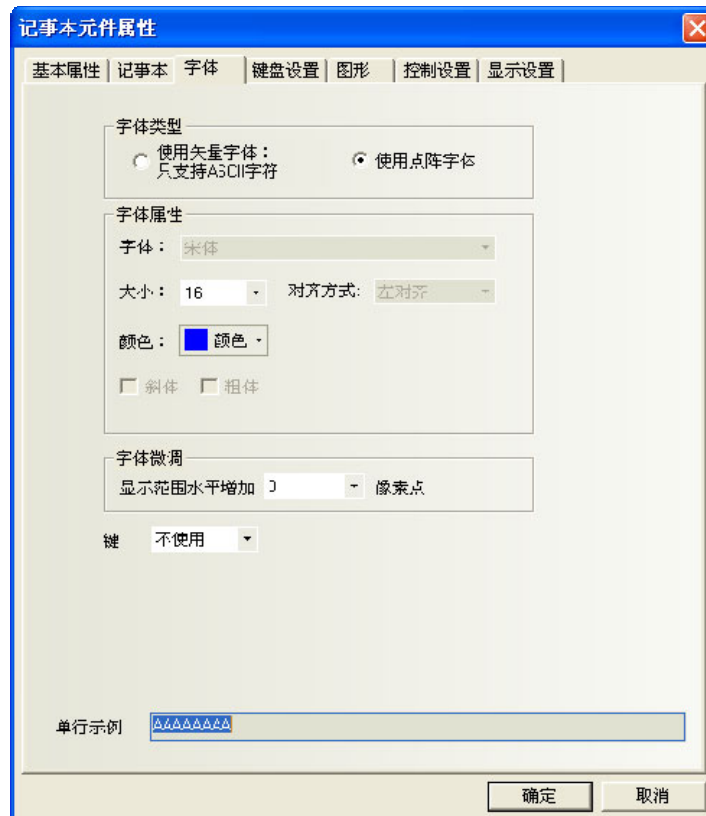 记事本元件属性
基本属性 记事本 字体 键盘设置 图形 控制设置 显示设置
字体类型
使用矢量字体：
只支持ASCII字符
使用点阵字体
字体属性
字体： 宋体
大小： 16 对齐方式: 左对齐
颜色： 颜色
斜体 粗体
字体微调
显示范围水平增加 0 像素点
键 不使用
单行示例 AAAAAAAA
确定 取消